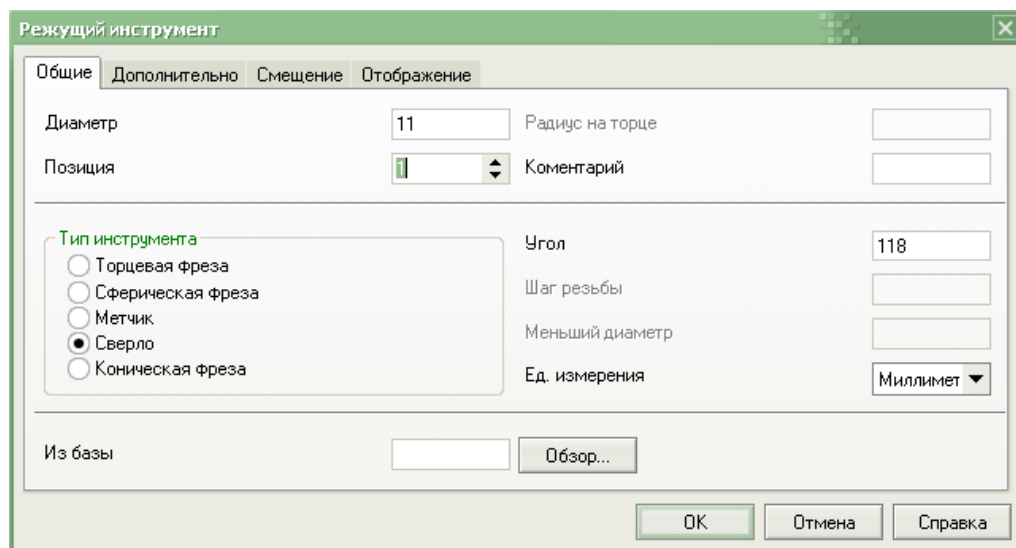 Режущий инструмент
Общие Дополнительно Смещение Отображение
Диаметр 11 Радиус на торце
Позиция 1 Коментарий
Тип инструмента
Торцевая фреза
Сферическая фреза
Метчик
Сверло
Коническая фреза
Угол 118
Шаг резьбы
Меньший диаметр
Ед. измерения Миллимет
Из базы Обзор...
OK Отмена Справка